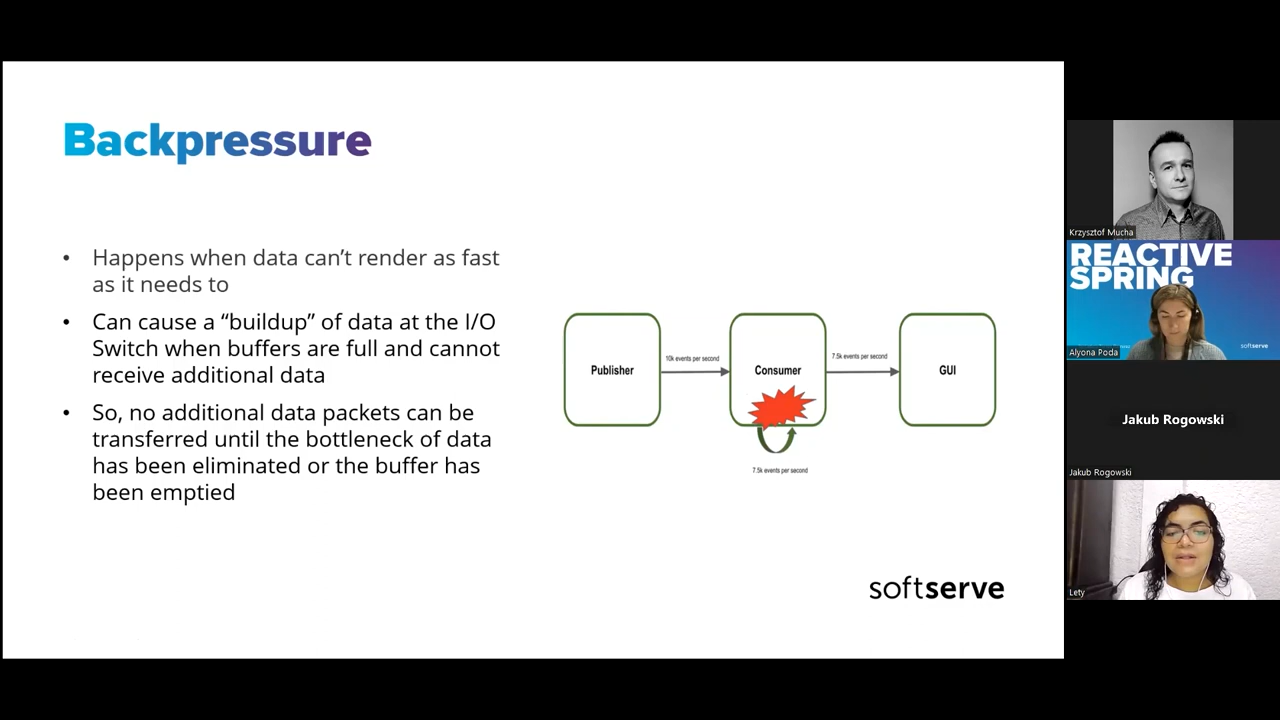 Backpressure
• Happens when data can’t render as fast
as it needs to
• Can cause a “buildup” of data at the I/O
Switch when buffers are full and cannot
receive additional data
• So, no additional data packets can be
transferred until the bottleneck of data
has been eliminated or the buffer has
been emptied
Publisher
10k events per second
Consumer
7.5k events per second
GUI
7.5k events per second
softserve
Krzysztof Mucha
REACTIVE
SPRING
softserve
Alyona Poda
Jakub Rogowski
Jakub Rogowski
Lety